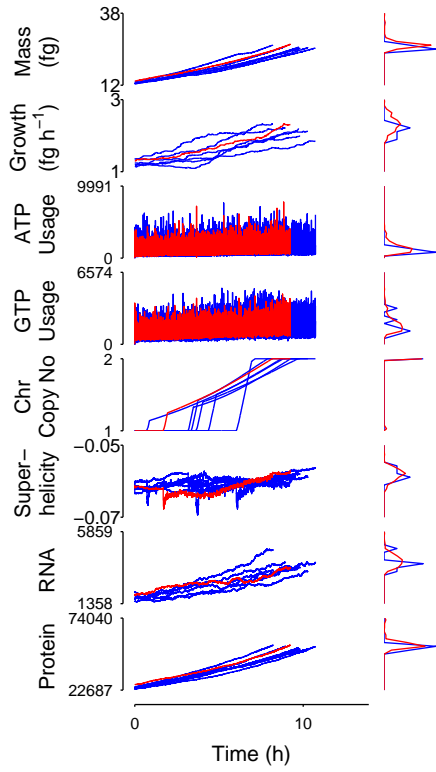 Mass
(fg)
38
12
Growth
(fg h⁻¹)
3
1
ATP
Usage
9991
0
GTP
Usage
6574
0
Chr
Copy No
2
1
Super−
helicity
−0.05
−0.07
RNA
5859
1358
Protein
74040
22687
0
10
Time (h)